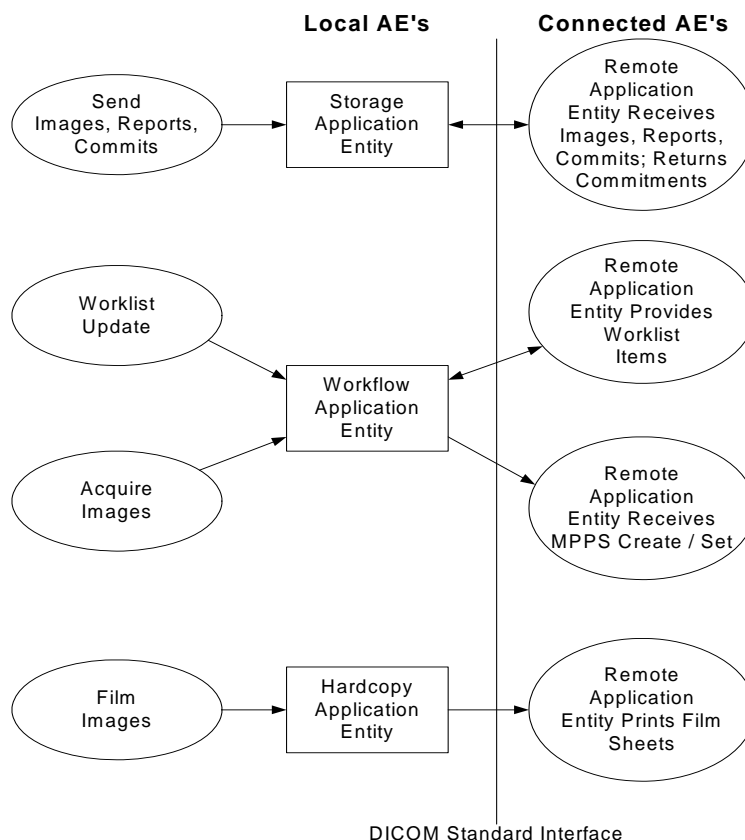 Local AE's
Connected AE's
Send
Images, Reports,
Commits
Storage
Application
Entity
Remote
Application
Entity Receives
Images, Reports,
Commits; Returns
Commitments
Worklist
Update
Remote
Application
Entity Provides
Worklist
Items
Workflow
Application
Entity
Acquire
Images
Remote
Application
Entity Receives
MPPS Create / Set
Film
Images
Hardcopy
Application
Entity
Remote
Application
Entity Prints Film
Sheets
DICOM Standard Interface